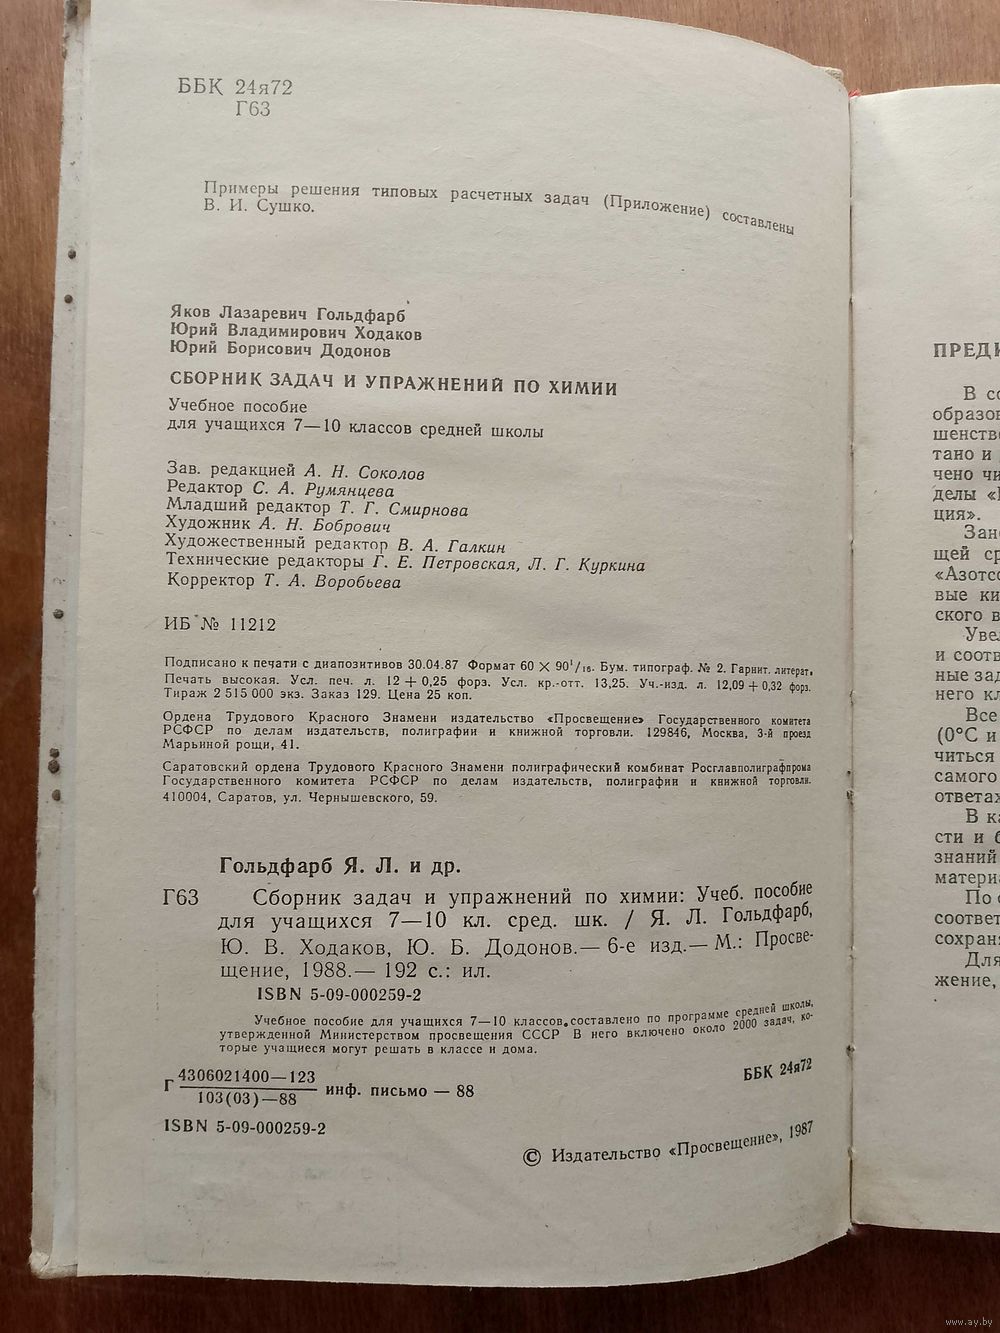 ББК 24я72
Г63
Примеры решения типовых расчетных задач (Приложение) составлены
В. И. Сушко.
Яков Лазаревич Гольдфарб
Юрий Владимирович Ходаков
Юрий Борисович Додонов
СБОРНИК ЗАДАЧ И УПРАЖНЕНИЙ ПО ХИМИИ
Учебное пособие
для учащихся 7—10 классов средней школы
Зав. редакцией А. Н. Соколов
Редактор С. А. Румянцева
Младший редактор Т. Г. Смирнова
Художник А. Н. Бобрович
Художественный редактор В. А. Галкин
Технические редакторы Г. Е. Петровская, Л. Г. Куркина
Корректор Т. А. Воробьева
ИБ № 11212
Подписано к печати с диапозитивов 30.04.87 Формат 60 × 90¹/₁₆. Бум. типограф. № 2. Гарнит. литерат.
Печать высокая. Усл. печ. л. 12+0,25 форз. Усл. кр.-отт. 13,25. Уч.-изд. л. 12,09+0,32 форз.
Тираж 2 515 000 экз. Заказ 129. Цена 25 коп.
Ордена Трудового Красного Знамени издательство «Просвещение» Государственного комитета
РСФСР по делам издательств, полиграфии и книжной торговли. 129846, Москва, 3-й проезд
Марьиной рощи, 41.
Саратовский ордена Трудового Красного Знамени полиграфический комбинат Росглавполиграфпрома
Государственного комитета РСФСР по делам издательств, полиграфии и книжной торговли.
410004, Саратов, ул. Чернышевского, 59.
Гольдфарб Я. Л. и др.
Г63 Сборник задач и упражнений по химии: Учеб. пособие
для учащихся 7—10 кл. сред. шк. / Я. Л. Гольдфарб,
Ю. В. Ходаков, Ю. Б. Додонов.— 6-е изд.— М.: Просве-
щение, 1988.— 192 с.: ил.
ISBN 5-09-000259-2
Учебное пособие для учащихся 7—10 классов составлено по программе средней школы,
утвержденной Министерством просвещения СССР В него включено около 2000 задач, ко-
торые учащиеся могут решать в классе и дома.
Г 4306021400—123
103(03)—88 инф. письмо — 88
ББК 24я72
ISBN 5-09-000259-2
© Издательство «Просвещение», 1987
В
образов
шенств
тано и
чено чи
делы «
ция».
Зан
щей ср
«Азотс
вые ки
ского в
Увел
и соотв
ные зад
него кл
Все
(0°С и
читься
самого
ответах
В к
сти и б
знаний
матери
По
соответ
сохран
Для
жение,
www.ay.by